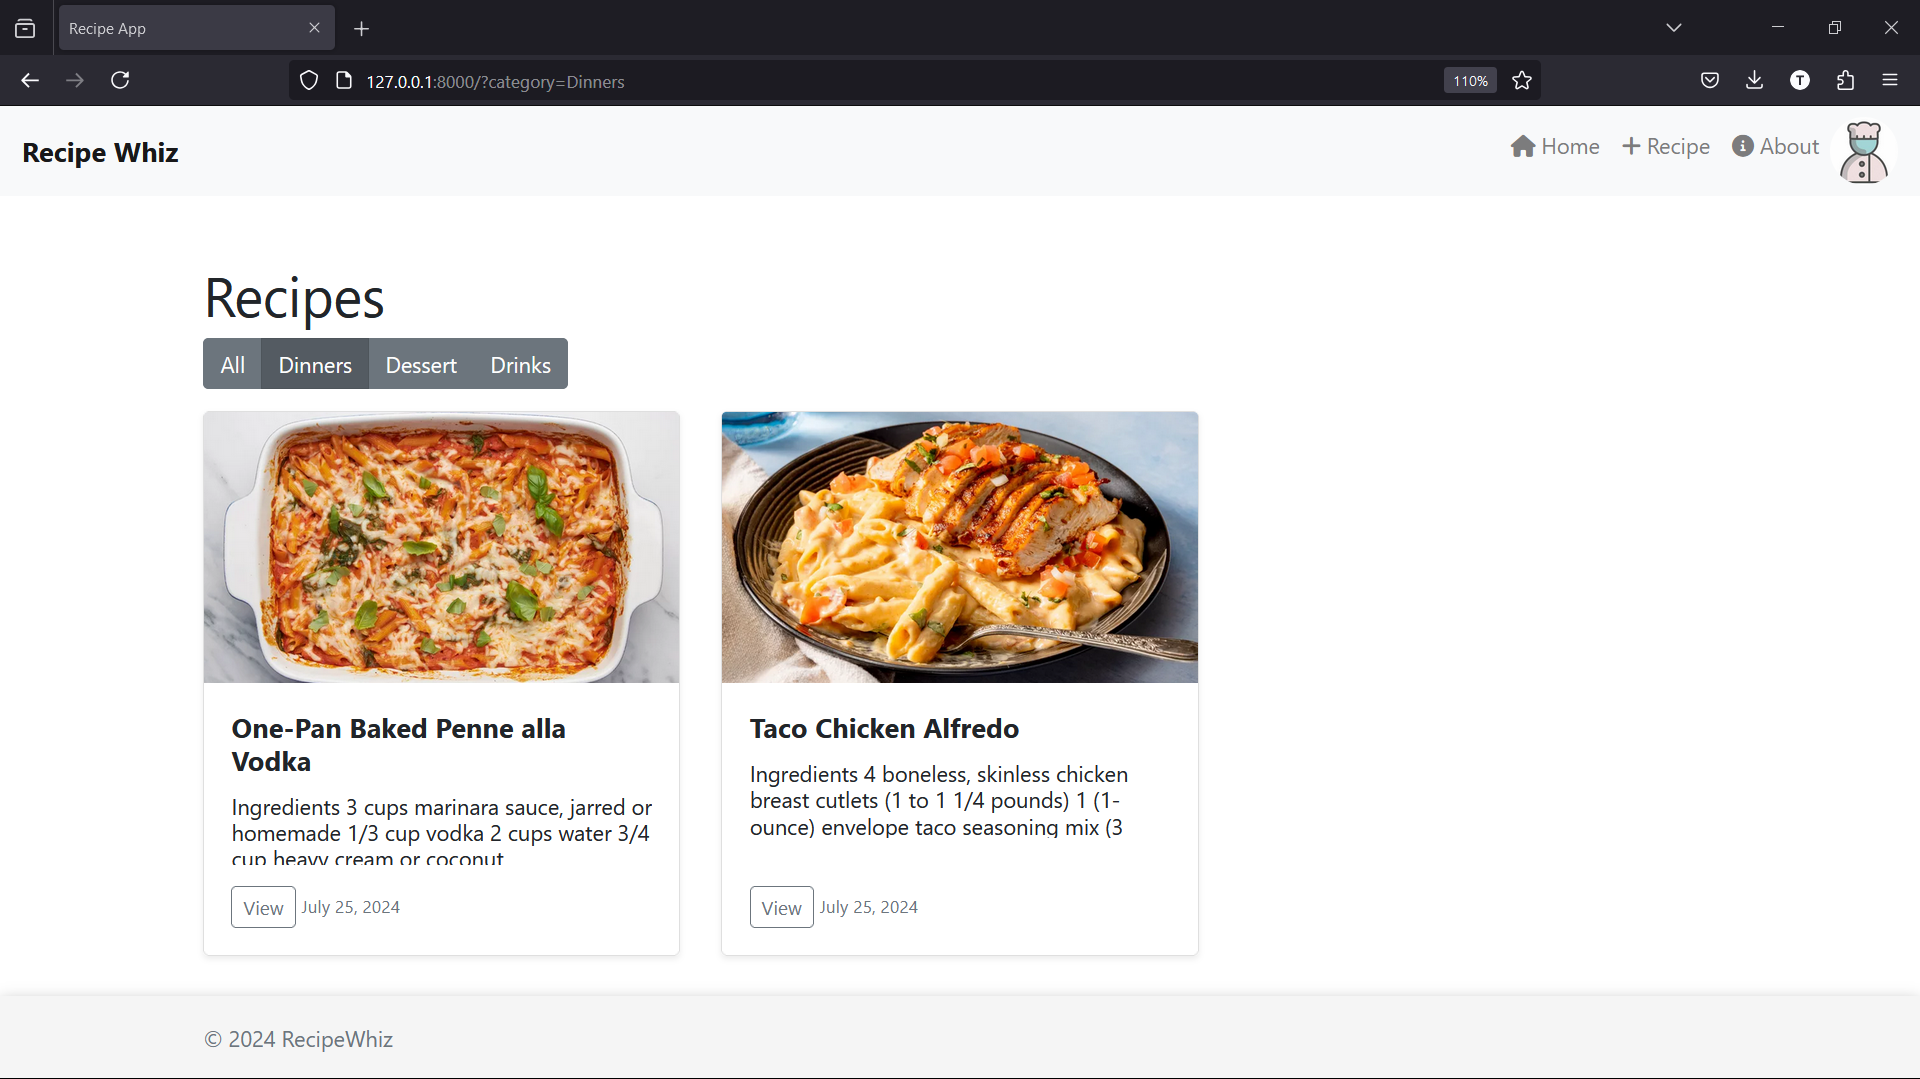 Recipe App
127.0.0.1:8000/?category=Dinners
110%
T
Recipe Whiz
Home
Recipe
About
Recipes
All
Dinners
Dessert
Drinks
One-Pan Baked Penne alla
Vodka
Ingredients 3 cups marinara sauce, jarred or
homemade 1/3 cup vodka 2 cups water 3/4
cup heavy cream or coconut
View
July 25, 2024
Taco Chicken Alfredo
Ingredients 4 boneless, skinless chicken
breast cutlets (1 to 1 1/4 pounds) 1 (1-
ounce) envelope taco seasoning mix (3
View
July 25, 2024
© 2024 RecipeWhiz